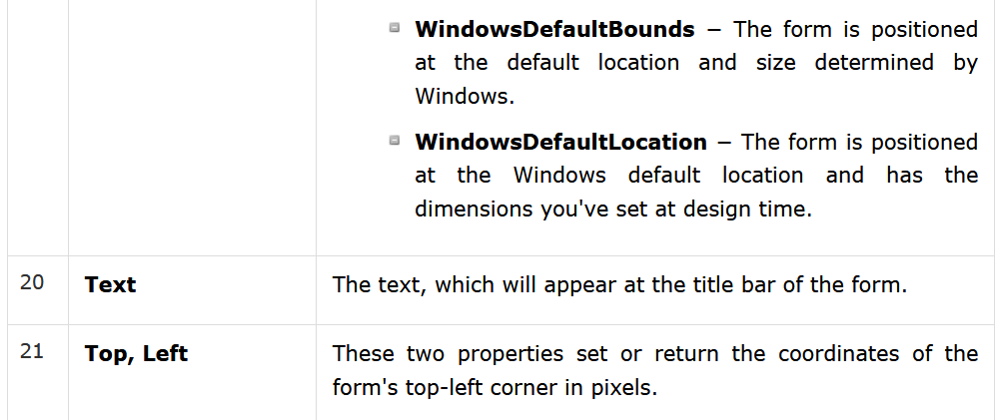 WindowsDefaultBounds − The form is positioned
at the default location and size determined by
Windows.
WindowsDefaultLocation − The form is positioned
at the Windows default location and has the
dimensions you've set at design time.
20 Text The text, which will appear at the title bar of the form.
21 Top, Left These two properties set or return the coordinates of the
form's top-left corner in pixels.